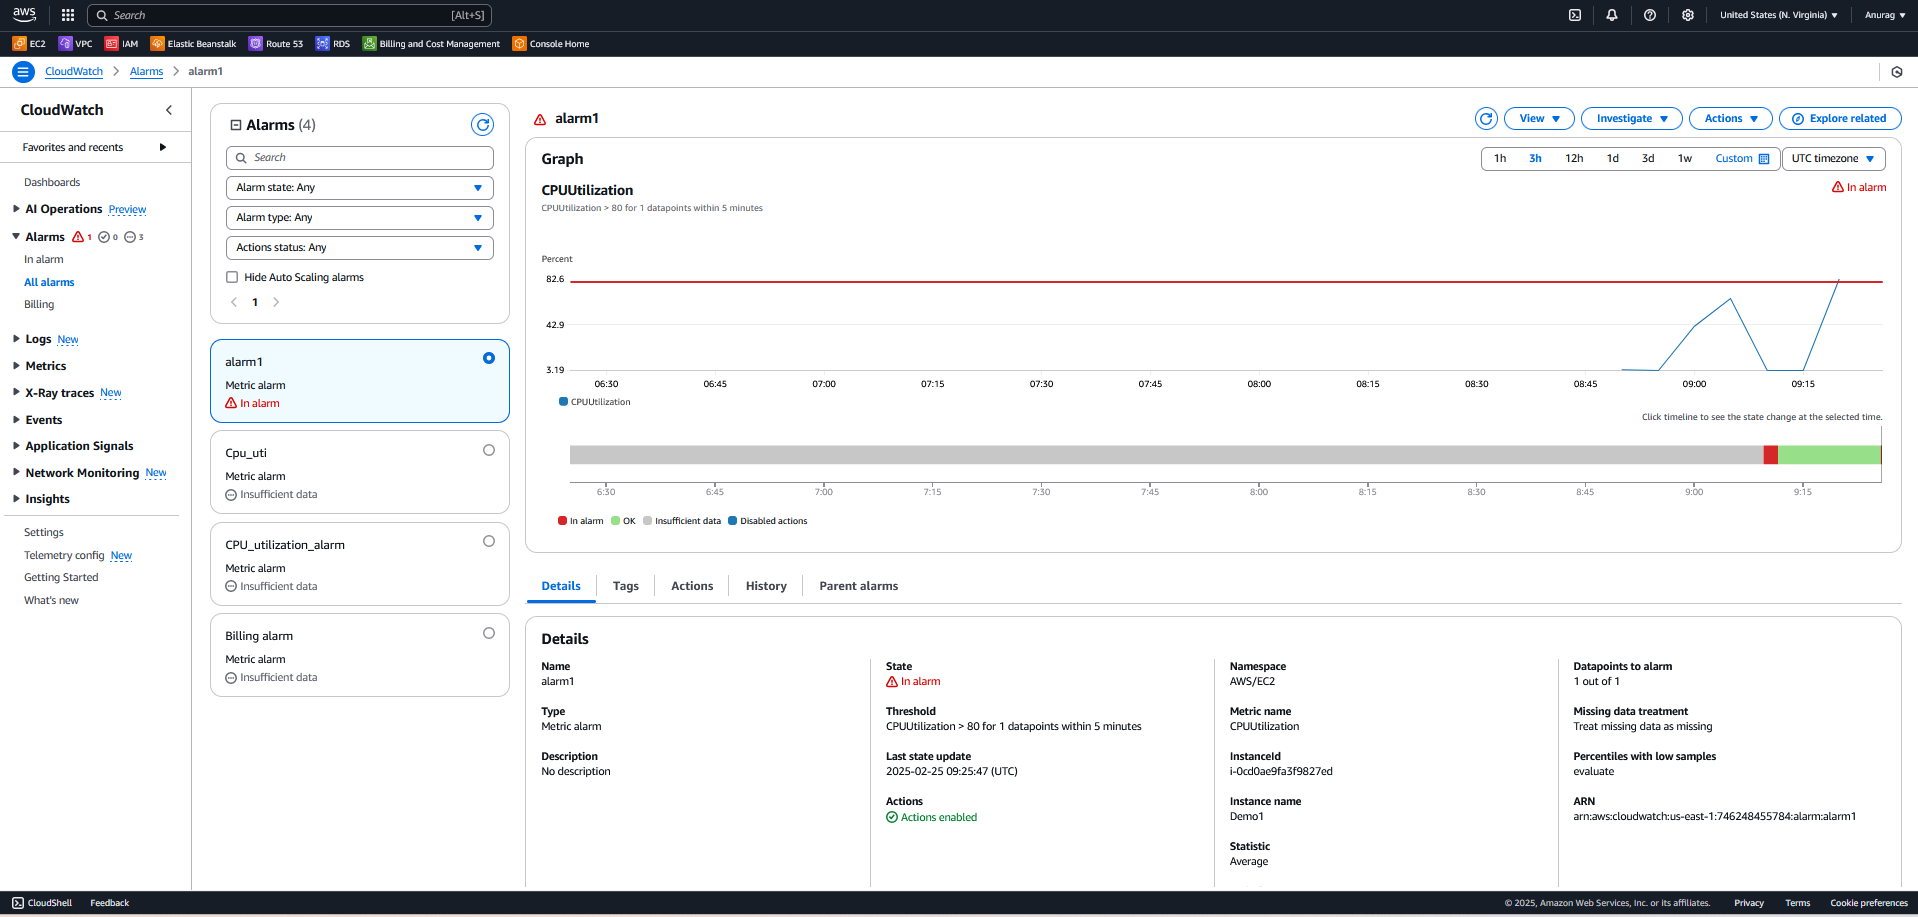 aws
Search [Alt+S]
United States (N. Virginia)
Anurag
EC2 VPC IAM Elastic Beanstalk Route 53 RDS Billing and Cost Management Console Home
CloudWatch Alarms alarm1
CloudWatch
Favorites and recents
Dashboards
AI Operations Preview
Alarms 1 0 3
In alarm
All alarms
Billing
Logs New
Metrics
X-Ray traces New
Events
Application Signals
Network Monitoring New
Insights
Settings
Telemetry config New
Getting Started
What's new
Alarms (4)
Search
Alarm state: Any
Alarm type: Any
Actions status: Any
Hide Auto Scaling alarms
1
alarm1
Metric alarm
In alarm
Cpu_uti
Metric alarm
Insufficient data
CPU_utilization_alarm
Metric alarm
Insufficient data
Billing alarm
Metric alarm
Insufficient data
alarm1
View Investigate Actions Explore related
Graph
1h 3h 12h 1d 3d 1w Custom UTC timezone
CPUUtilization
In alarm
CPUUtilization > 80 for 1 datapoints within 5 minutes
Percent
82.6
42.9
3.19
06:30 06:45 07:00 07:15 07:30 07:45 08:00 08:15 08:30 08:45 09:00 09:15
CPUUtilization
Click timeline to see the state change at the selected time.
6:30 6:45 7:00 7:15 7:30 7:45 8:00 8:15 8:30 8:45 9:00 9:15
In alarm OK Insufficient data Disabled actions
Details Tags Actions History Parent alarms
Details
Name
alarm1
Type
Metric alarm
Description
No description
State
In alarm
Threshold
CPUUtilization > 80 for 1 datapoints within 5 minutes
Last state update
2025-02-25 09:25:47 (UTC)
Actions
Actions enabled
Namespace
AWS/EC2
Metric name
CPUUtilization
InstanceId
i-0cd0ae9fa3f9827ed
Instance name
Demo1
Statistic
Average
Datapoints to alarm
1 out of 1
Missing data treatment
Treat missing data as missing
Percentiles with low samples
evaluate
ARN
arn:aws:cloudwatch:us-east-1:746248455784:alarm:alarm1
CloudShell Feedback
© 2025, Amazon Web Services, Inc. or its affiliates. Privacy Terms Cookie preferences